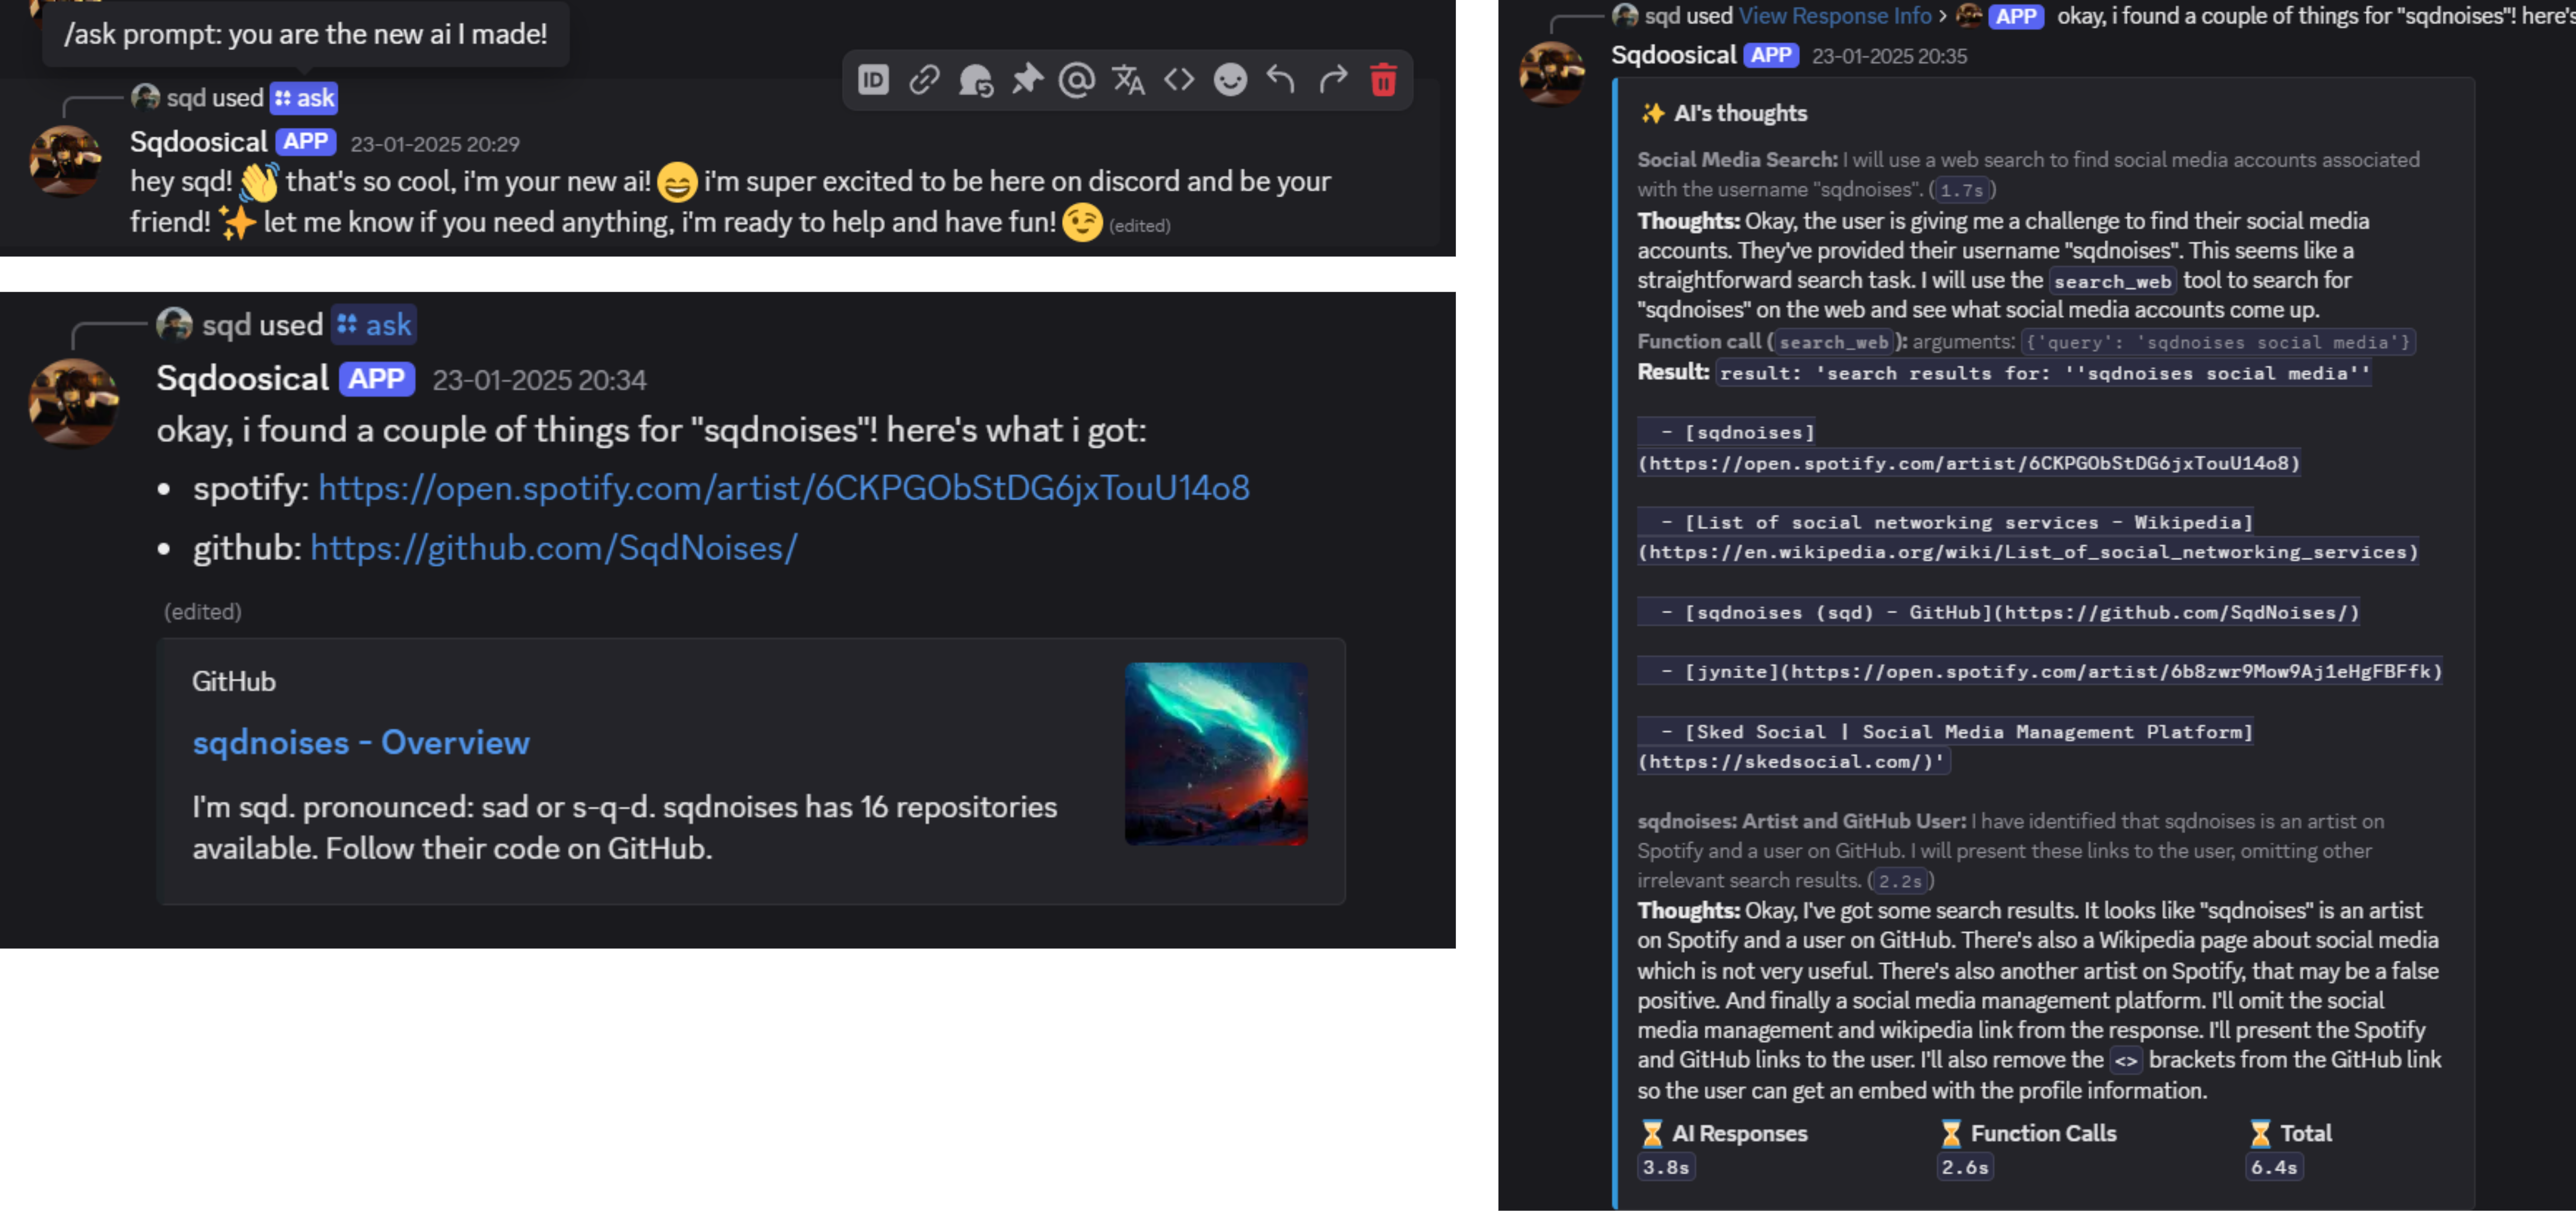 /ask prompt: you are the new ai I made!
sqd used ask
Sqdoosical APP 23-01-2025 20:29
hey sqd! 👋 that's so cool, i'm your new ai! 😄 i'm super excited to be here on discord and be your
friend! ✨ let me know if you need anything, i'm ready to help and have fun! 😉 (edited)
sqd used ask
Sqdoosical APP 23-01-2025 20:34
okay, i found a couple of things for "sqdnoises"! here's what i got:
• spotify: https://open.spotify.com/artist/6CKPGObStDG6jxTouU14o8
• github: https://github.com/SqdNoises/
(edited)
GitHub
sqdnoises - Overview
I'm sqd. pronounced: sad or s-q-d. sqdnoises has 16 repositories
available. Follow their code on GitHub.
sqd used View Response Info > APP okay, i found a couple of things for "sqdnoises"! here's
Sqdoosical APP 23-01-2025 20:35
✨ AI's thoughts
Social Media Search: I will use a web search to find social media accounts associated
with the username "sqdnoises". (1.7s)
Thoughts: Okay, the user is giving me a challenge to find their social media
accounts. They've provided their username "sqdnoises". This seems like a
straightforward search task. I will use the search_web tool to search for
"sqdnoises" on the web and see what social media accounts come up.
Function call (search_web): arguments: {'query': 'sqdnoises social media'}
Result: result: 'search results for: ''sqdnoises social media''
- [sqdnoises]
(https://open.spotify.com/artist/6CKPGObStDG6jxTouU14o8)
- [List of social networking services - Wikipedia]
(https://en.wikipedia.org/wiki/List_of_social_networking_services)
- [sqdnoises (sqd) - GitHub](https://github.com/SqdNoises/)
- [jynite](https://open.spotify.com/artist/6b8zwr9Mow9Aj1eHgFBFfk)
- [Sked Social | Social Media Management Platform]
(https://skedsocial.com/)'
sqdnoises: Artist and GitHub User: I have identified that sqdnoises is an artist on
Spotify and a user on GitHub. I will present these links to the user, omitting other
irrelevant search results. (2.2s)
Thoughts: Okay, I've got some search results. It looks like "sqdnoises" is an artist
on Spotify and a user on GitHub. There's also a Wikipedia page about social media
which is not very useful. There's also another artist on Spotify, that may be a false
positive. And finally a social media management platform. I'll omit the social
media management and wikipedia link from the response. I'll present the Spotify
and GitHub links to the user. I'll also remove the <> brackets from the GitHub link
so the user can get an embed with the profile information.
⏳ AI Responses ⏳ Function Calls ⏳ Total
3.8s 2.6s 6.4s